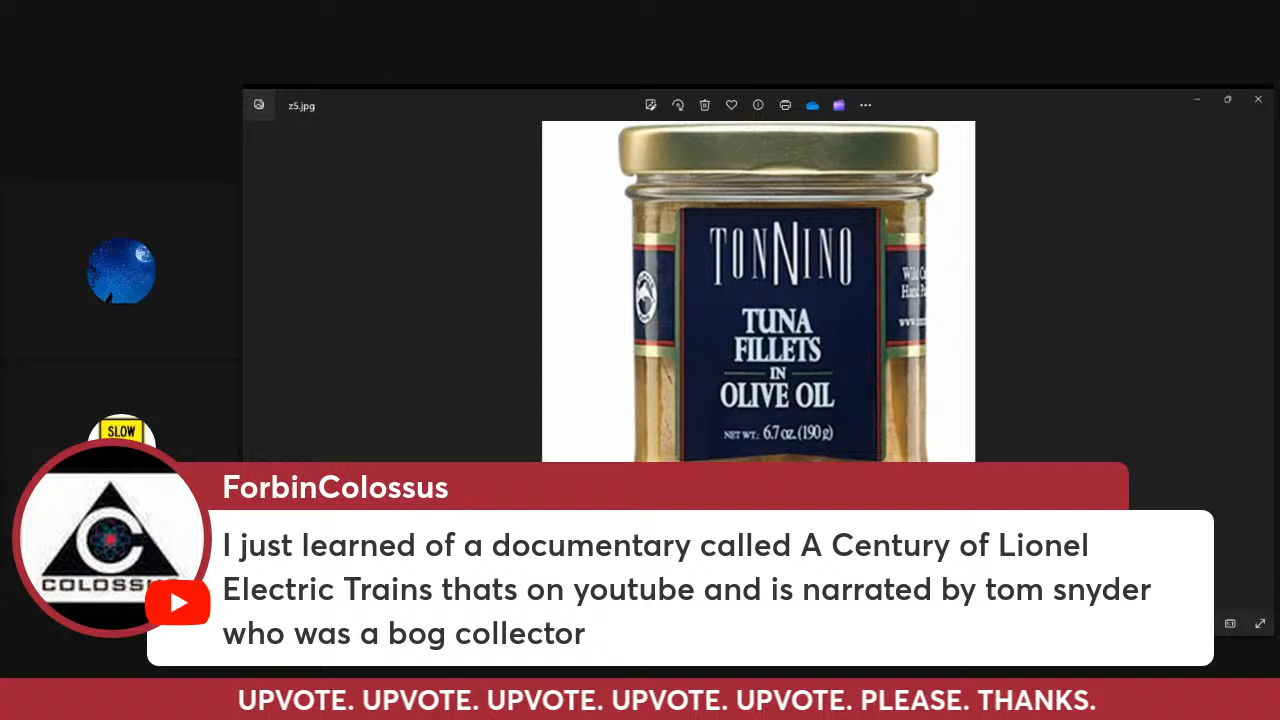 z5.jpg
TONNINO
TUNA
FILLETS
IN
OLIVE OIL
NET WT.: 6.7 oz. (190 g)
SLOW
COLOSS
ForbinColossus
I just learned of a documentary called A Century of Lionel
Electric Trains thats on youtube and is narrated by tom snyder
who was a bog collector
UPVOTE. UPVOTE. UPVOTE. UPVOTE. UPVOTE. PLEASE. THANKS.